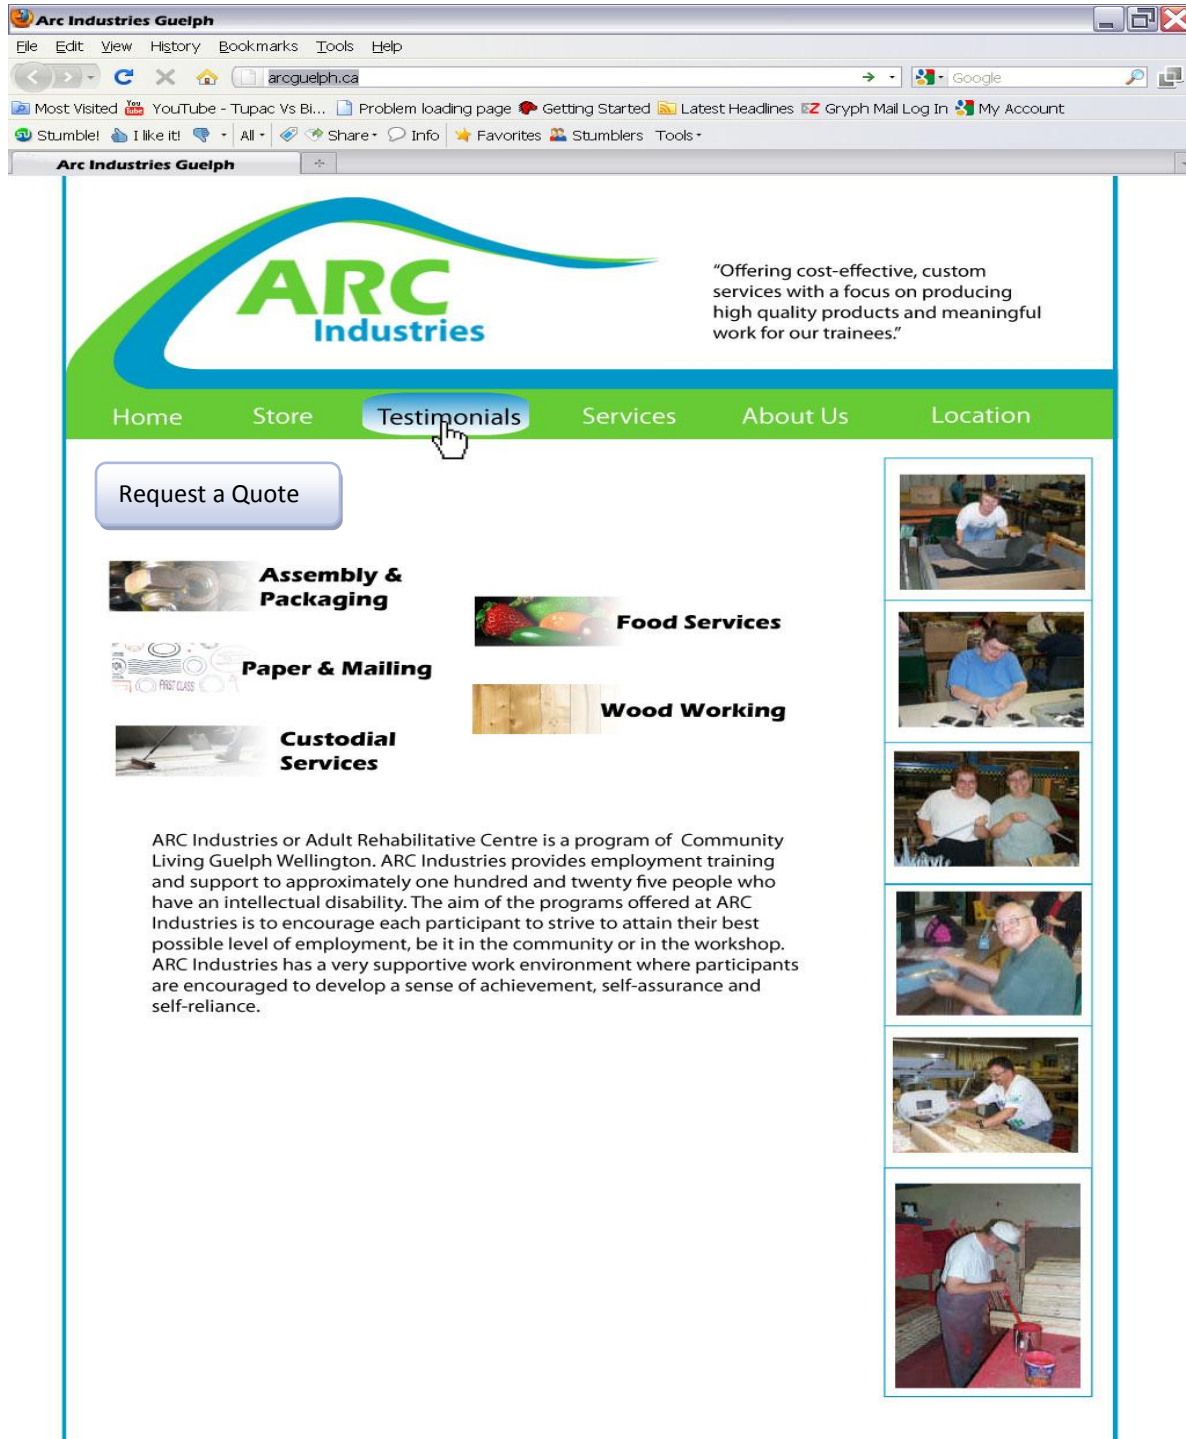 Arc Industries Guelph
File Edit View History Bookmarks Tools Help
arcguelph.ca
Google
Most Visited YouTube - Tupac Vs Bi... Problem loading page Getting Started Latest Headlines EZ Gryph Mail Log In My Account
Stumble! I like it! All Share Info Favorites Stumblers Tools
Arc Industries Guelph
ARC
Industries
“Offering cost-effective, custom
services with a focus on producing
high quality products and meaningful
work for our trainees.”
Home Store Testimonials Services About Us Location
Request a Quote
Assembly &
Packaging
Food Services
FIRST CLASS
Paper & Mailing
Wood Working
Custodial
Services
ARC Industries or Adult Rehabilitative Centre is a program of Community
Living Guelph Wellington. ARC Industries provides employment training
and support to approximately one hundred and twenty five people who
have an intellectual disability. The aim of the programs offered at ARC
Industries is to encourage each participant to strive to attain their best
possible level of employment, be it in the community or in the workshop.
ARC Industries has a very supportive work environment where participants
are encouraged to develop a sense of achievement, self-assurance and
self-reliance.